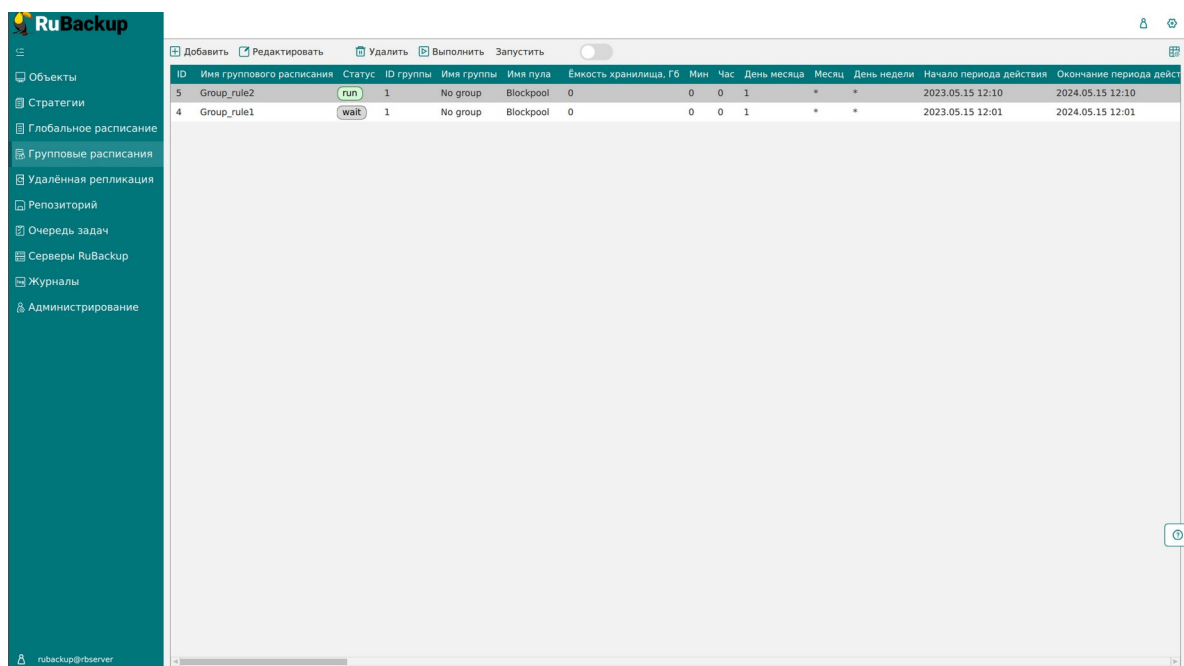 RuBackup
Добавить Редактировать Удалить Выполнить Запустить
Объекты
Стратегии
Глобальное расписание
Групповые расписания
Удалённая репликация
Репозиторий
Очередь задач
Серверы RuBackup
Журналы
Администрирование
ID Имя группового расписания Статус ID группы Имя группы Имя пула Ёмкость хранилища, Гб Мин Час День месяца Месяц День недели Начало периода действия Окончание периода дейст
5 Group_rule2 run 1 No group Blockpool 0 0 0 1 * * 2023.05.15 12:10 2024.05.15 12:10
4 Group_rule1 wait 1 No group Blockpool 0 0 0 1 * * 2023.05.15 12:01 2024.05.15 12:01
rubackup@rbserver